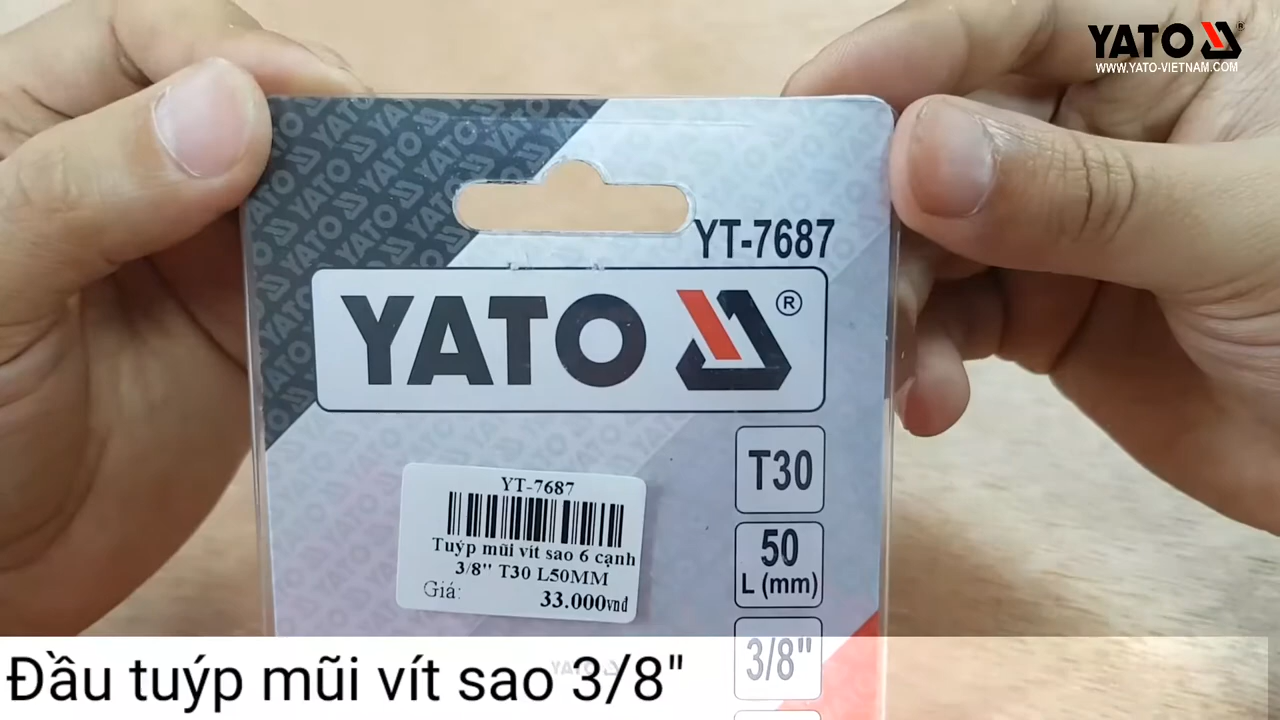 YATO
WWW.YATO-VIETNAM.COM
YT-7687
YATO ®
T30
50
L (mm)
3/8"
YT-7687
Tuýp mũi vít sao 6 cạnh
3/8" T30 L50MM
Giá: 33.000vnđ
Đầu tuýp mũi vít sao 3/8"